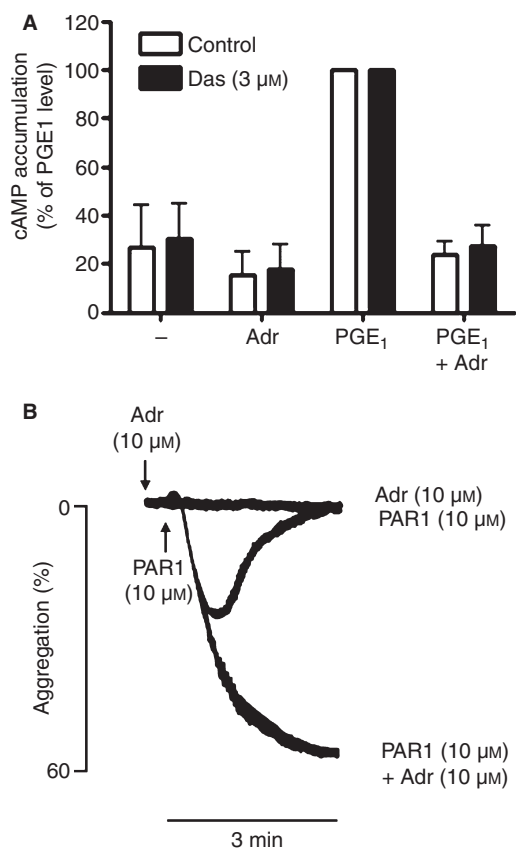 A
cAMP accumulation
(% of PGE1 level)
120
100
80
60
40
20
0
Control
Das (3 µM)
–
Adr
PGE₁
PGE₁
+ Adr
B
Adr
(10 µM)
0
Adr (10 µM)
PAR1 (10 µM)
PAR1
(10 µM)
Aggregation (%)
60
PAR1 (10 µM)
+ Adr (10 µM)
3 min